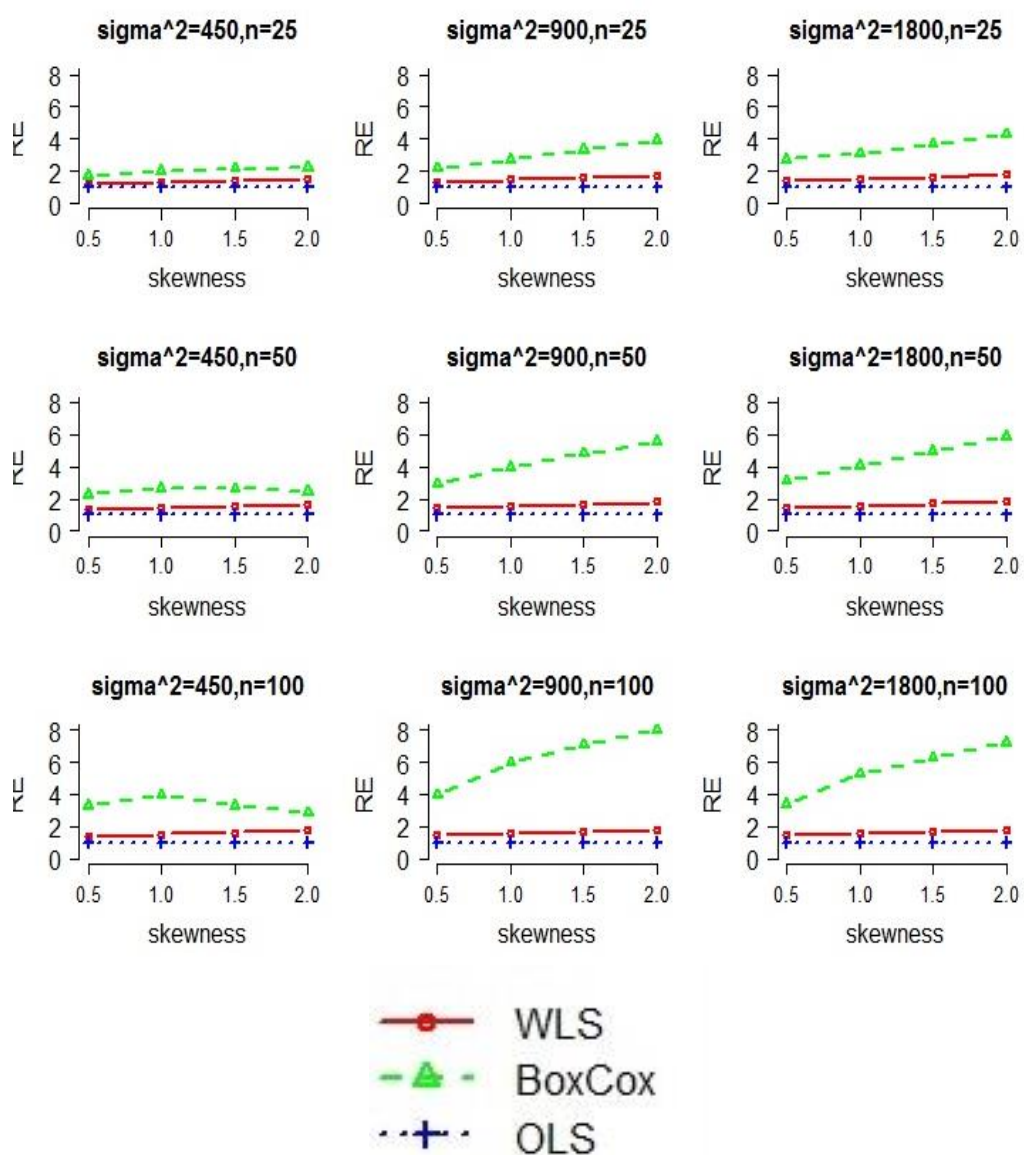 sigma^2=450,n=25
sigma^2=900,n=25
sigma^2=1800,n=25
8
6
4
2
0
RE
0.5 1.0 1.5 2.0
skewness
8
6
4
2
0
RE
0.5 1.0 1.5 2.0
skewness
8
6
4
2
0
RE
0.5 1.0 1.5 2.0
skewness
sigma^2=450,n=50
sigma^2=900,n=50
sigma^2=1800,n=50
8
6
4
2
0
RE
0.5 1.0 1.5 2.0
skewness
8
6
4
2
0
RE
0.5 1.0 1.5 2.0
skewness
8
6
4
2
0
RE
0.5 1.0 1.5 2.0
skewness
sigma^2=450,n=100
sigma^2=900,n=100
sigma^2=1800,n=100
8
6
4
2
0
RE
0.5 1.0 1.5 2.0
skewness
8
6
4
2
0
RE
0.5 1.0 1.5 2.0
skewness
8
6
4
2
0
RE
0.5 1.0 1.5 2.0
skewness
WLS
BoxCox
OLS